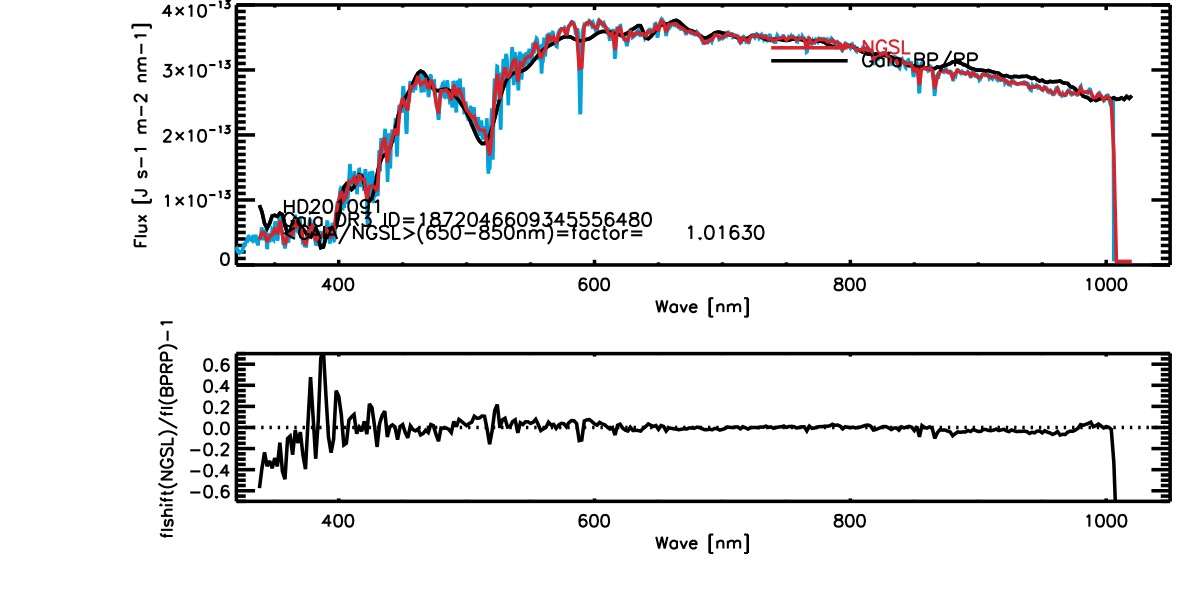 4×10⁻¹³
3×10⁻¹³
2×10⁻¹³
1×10⁻¹³
0
Flux [J s−1 m−2 nm−1]
NGSL
Gaia BP/RP
HD201091
Gaia DR3 ID=1872046609345556480
<GAIA/NGSL>(650−850nm)=factor= 1.01630
400 600 800 1000
Wave [nm]
flshift(NGSL)/fl(BPRP)−1
0.6
0.4
0.2
0.0
−0.2
−0.4
−0.6
400 600 800 1000
Wave [nm]